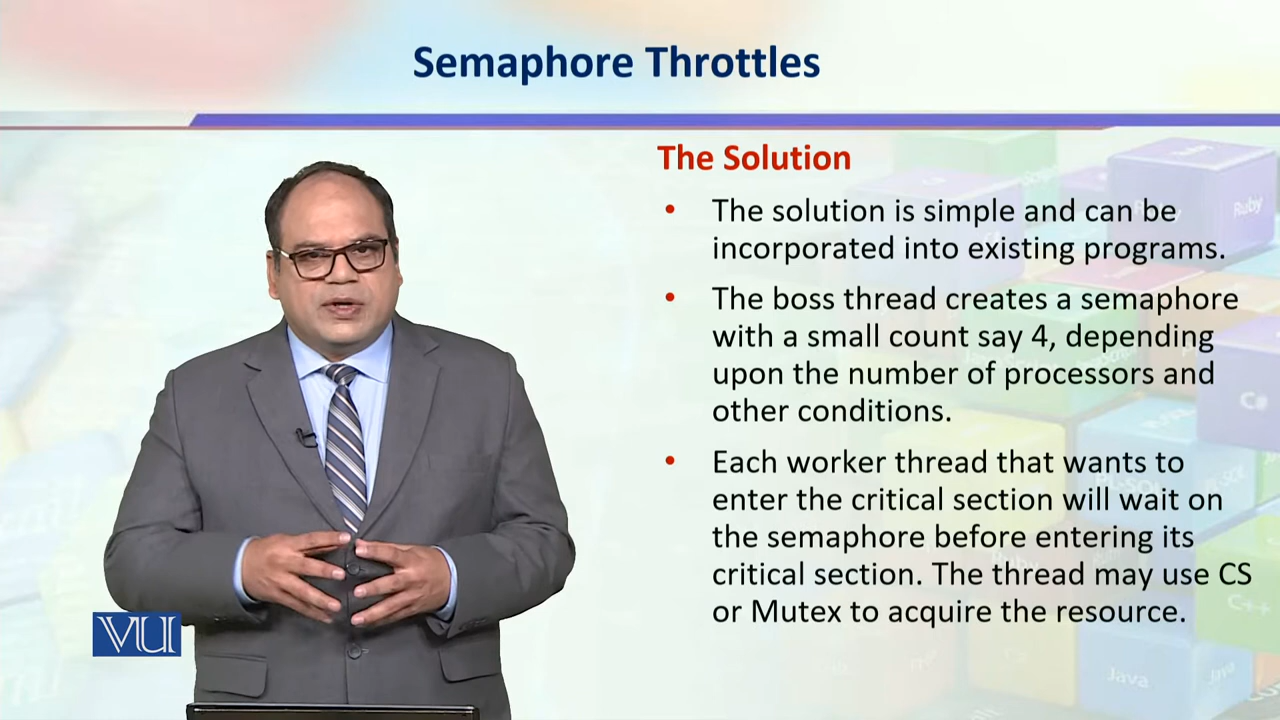 Semaphore Throttles
The Solution
• The solution is simple and can be
incorporated into existing programs.
• The boss thread creates a semaphore
with a small count say 4, depending
upon the number of processors and
other conditions.
• Each worker thread that wants to
enter the critical section will wait on
the semaphore before entering its
critical section. The thread may use CS
or Mutex to acquire the resource.
VU
Ruby
C#
C++
Java
Java